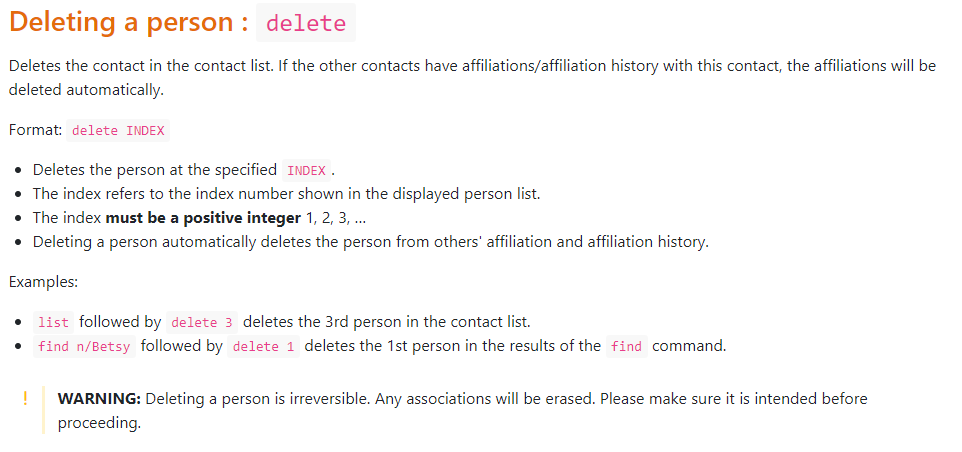 Deleting a person : delete
Deletes the contact in the contact list. If the other contacts have affiliations/affiliation history with this contact, the affiliations will be
deleted automatically.
Format: delete INDEX
• Deletes the person at the specified INDEX .
• The index refers to the index number shown in the displayed person list.
• The index must be a positive integer 1, 2, 3, …
• Deleting a person automatically deletes the person from others' affiliation and affiliation history.
Examples:
• list followed by delete 3 deletes the 3rd person in the contact list.
• find n/Betsy followed by delete 1 deletes the 1st person in the results of the find command.
! WARNING: Deleting a person is irreversible. Any associations will be erased. Please make sure it is intended before
proceeding.